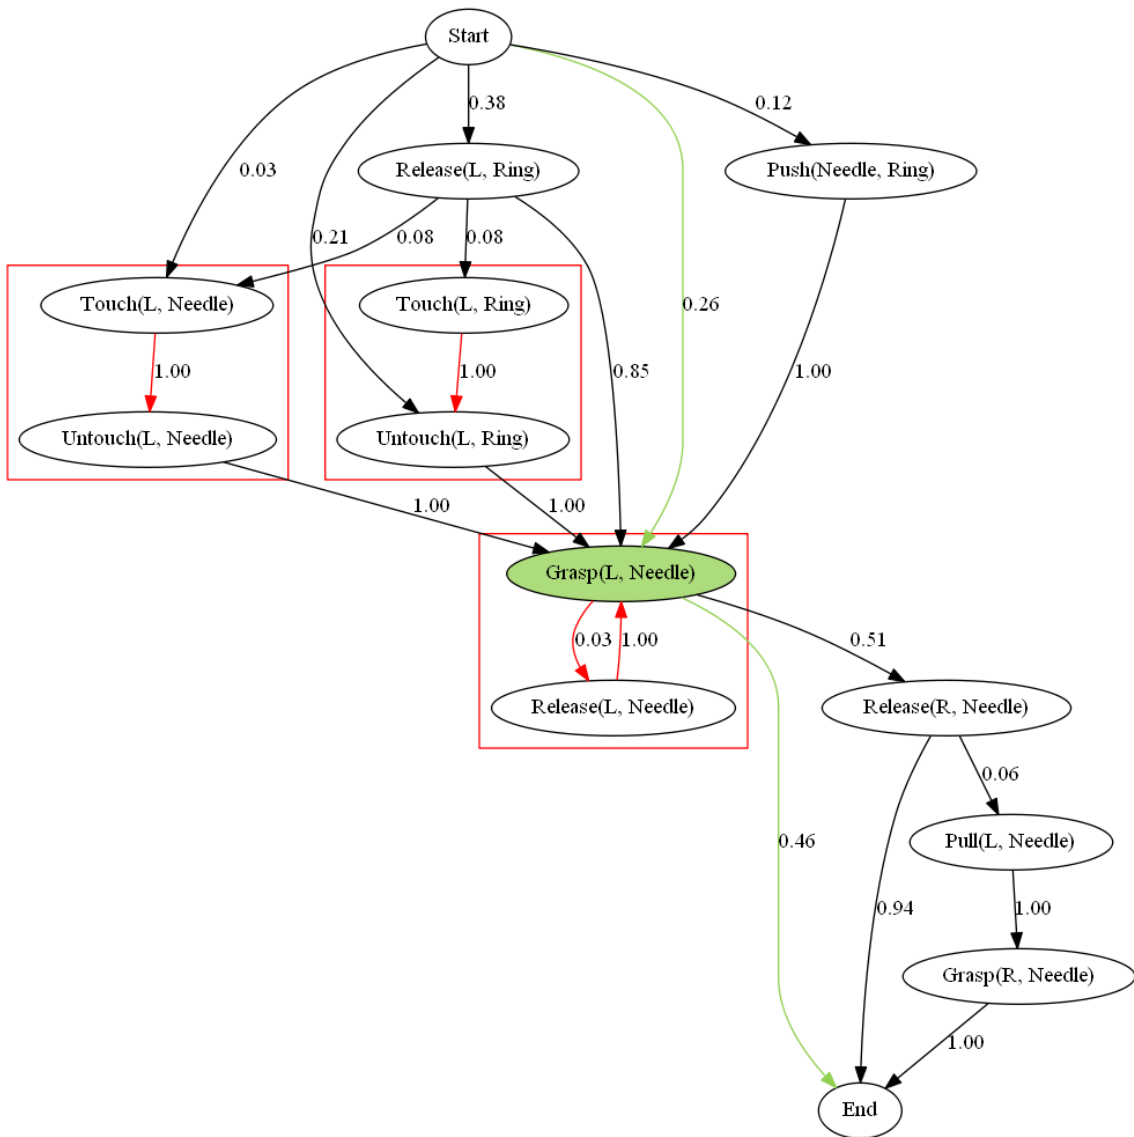 Start
0.38
0.12
Release(L, Ring)
Push(Needle, Ring)
0.03
0.21
0.08
0.08
Touch(L, Needle)
Touch(L, Ring)
0.26
1.00
1.00
0.85
1.00
Untouch(L, Needle)
Untouch(L, Ring)
1.00
1.00
Grasp(L, Needle)
0.03
1.00
0.51
Release(L, Needle)
Release(R, Needle)
0.06
0.46
Pull(L, Needle)
0.94
1.00
Grasp(R, Needle)
1.00
End